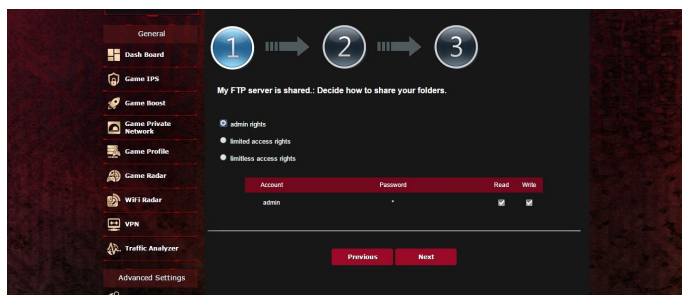 General
Dash Board
Game IPS
Game Boost
Game Private
Network
Game Profile
Game Radar
WiFi Radar
VPN
Traffic Analyzer
Advanced Settings
1
2
3
My FTP server is shared.: Decide how to share your folders.
admin rights
limited access rights
limitless access rights
Account Password Read Write
admin * 
Previous Next